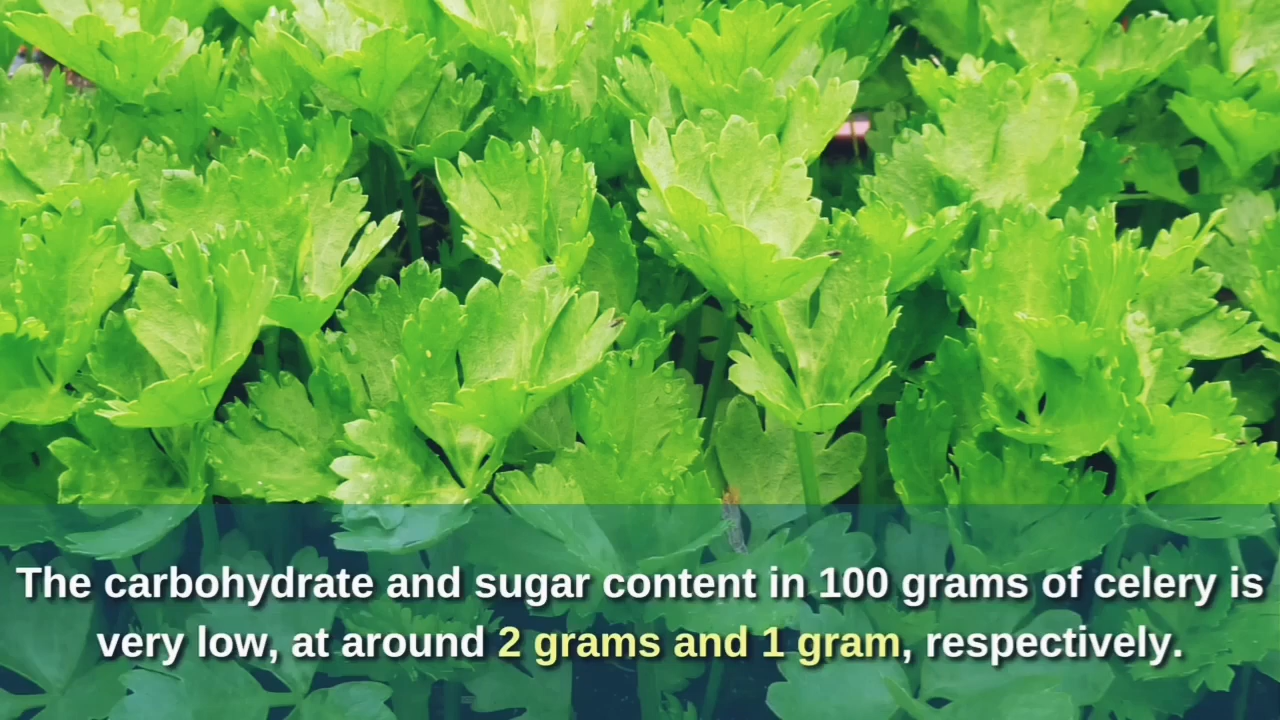 The carbohydrate and sugar content in 100 grams of celery is
very low, at around 2 grams and 1 gram, respectively.